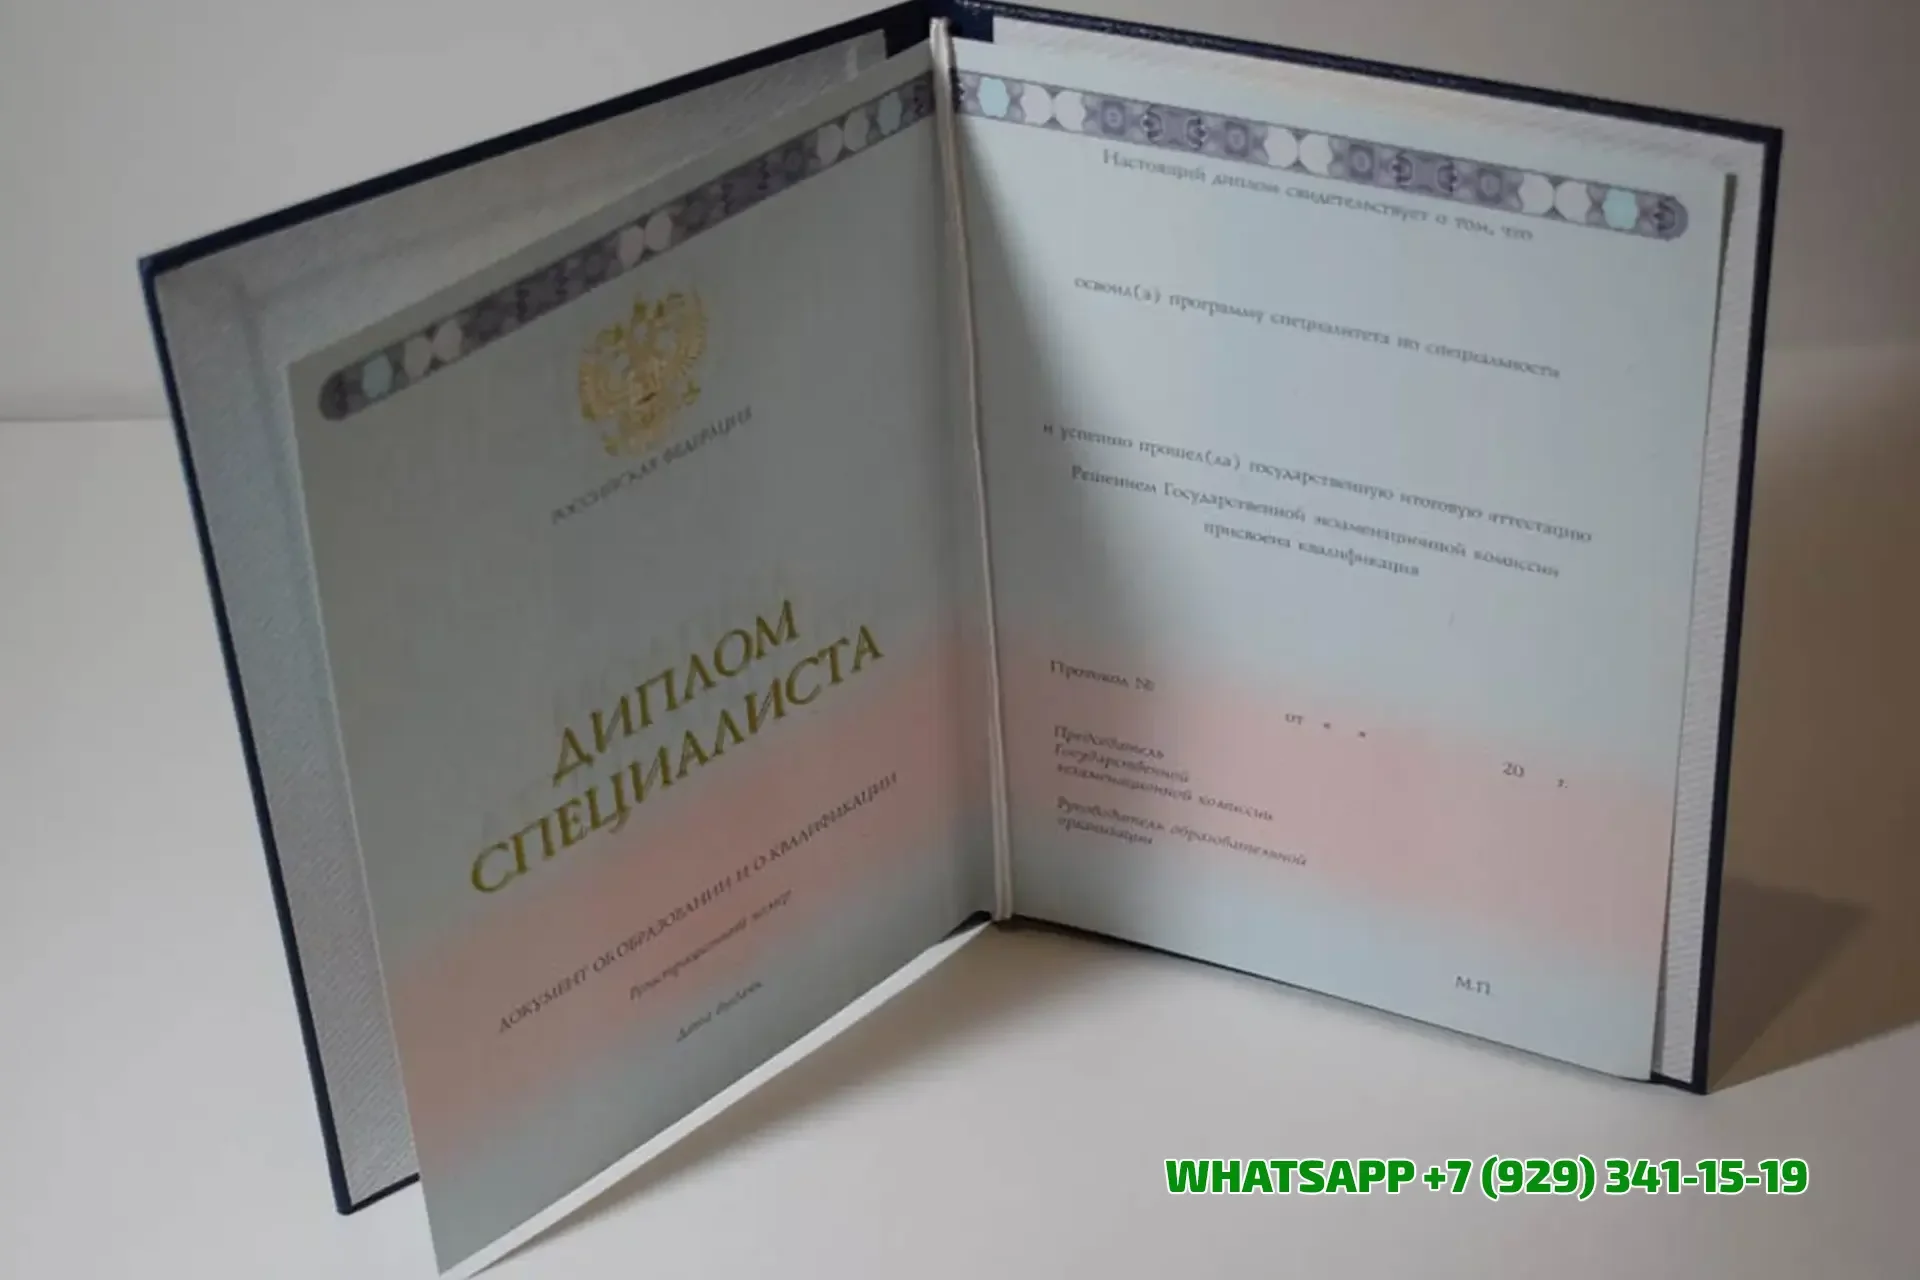 РОССИЙСКАЯ ФЕДЕРАЦИЯ
ДИПЛОМ
СПЕЦИАЛИСТА
ДОКУМЕНТ ОБ ОБРАЗОВАНИИ И О КВАЛИФИКАЦИИ
Регистрационный номер
Дата выдачи
Настоящий диплом свидетельствует о том, что
освоил(а) программу специалитета по специальности
и успешно прошел(ла) государственную итоговую аттестацию
Решением Государственной экзаменационной комиссии
присвоена квалификация
Протокол №
от « »
20 г.
Председатель
Государственной
экзаменационной комиссии
Руководитель образовательной
организации
М.П.
WHATSAPP +7 (929) 341-15-19